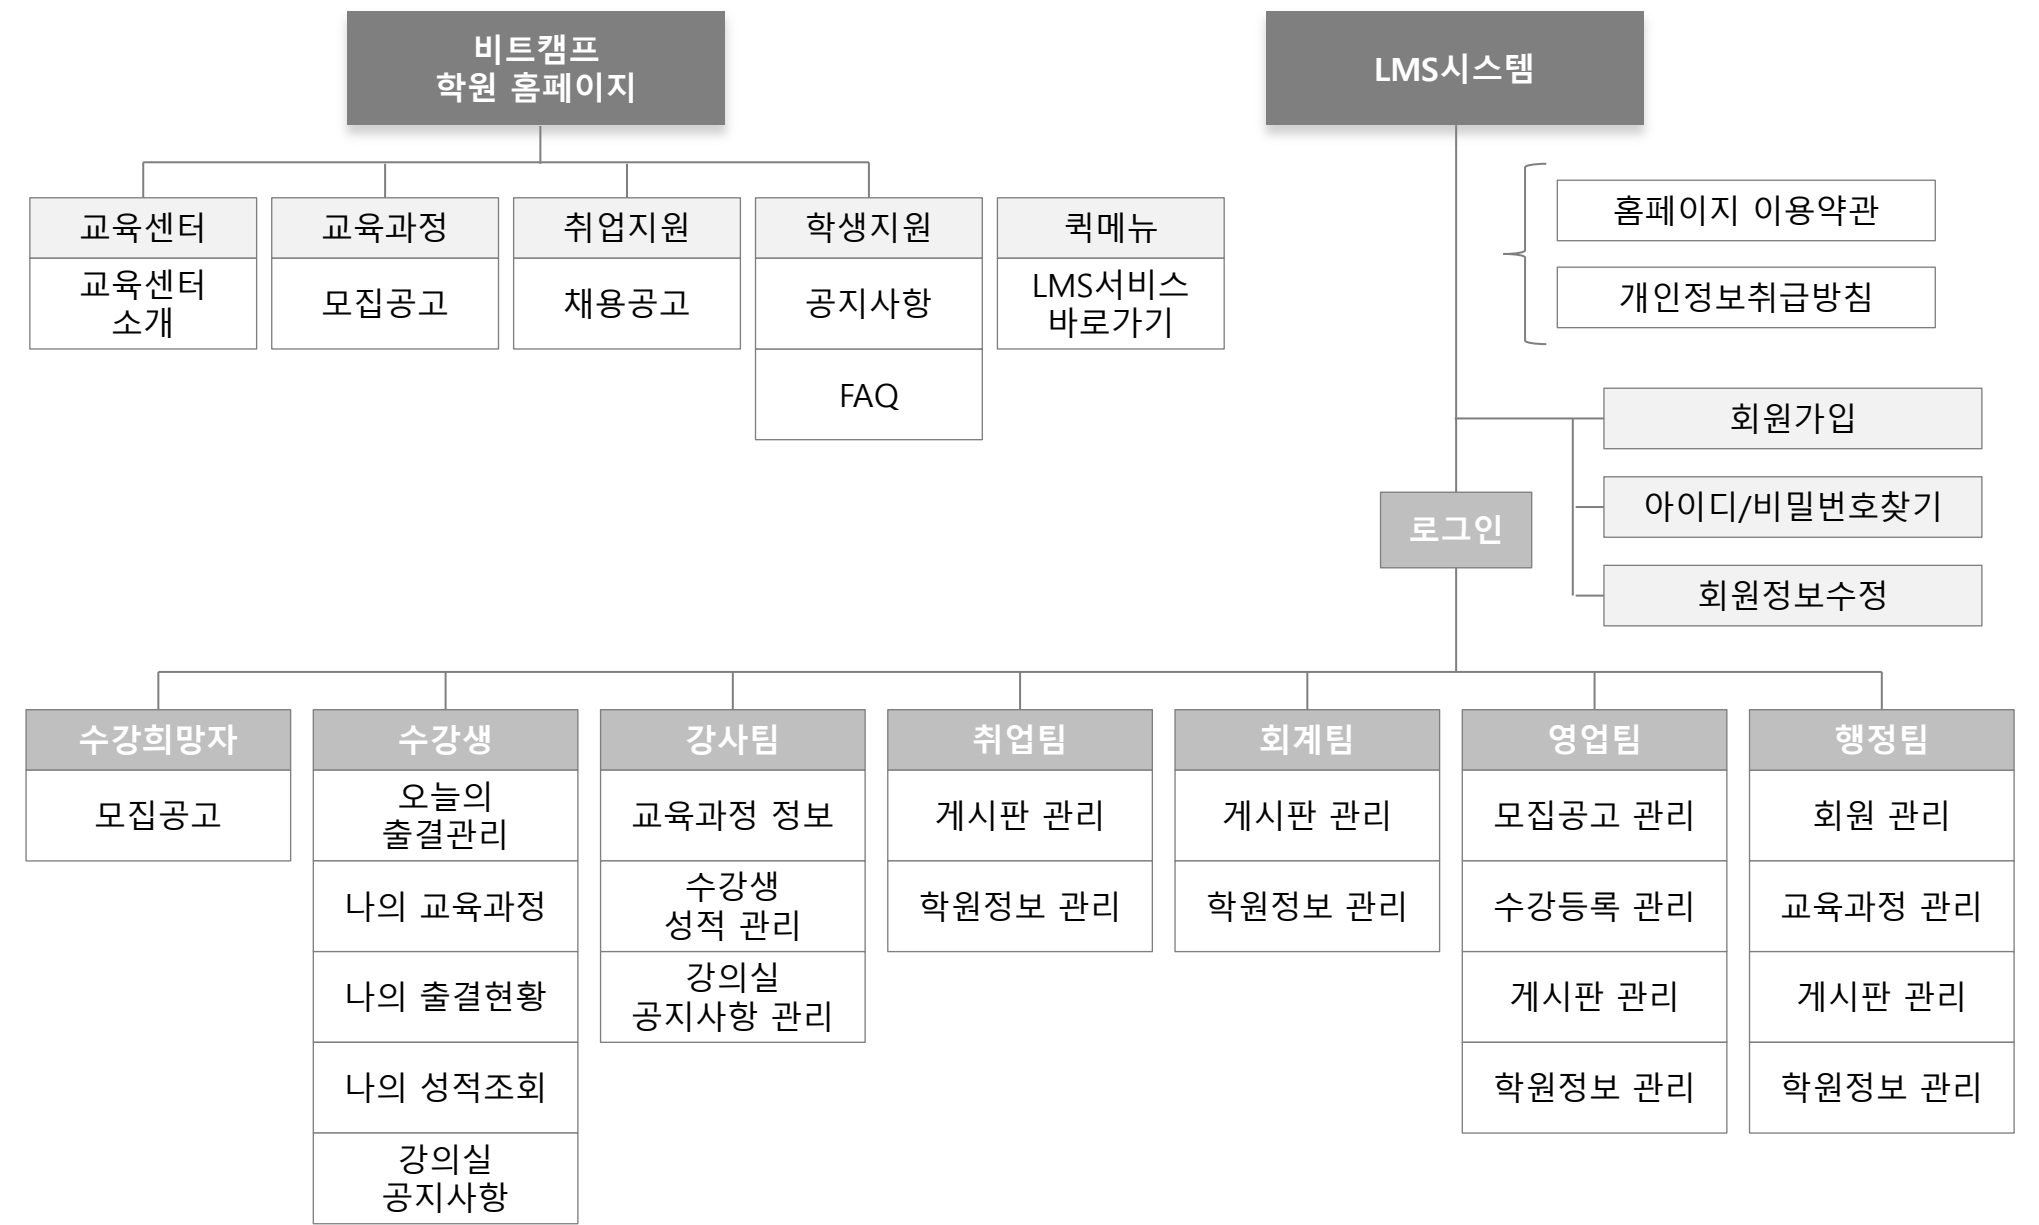 비트캠프
학원 홈페이지
교육센터
교육센터
소개
교육과정
모집공고
취업지원
채용공고
학생지원
공지사항
FAQ
퀵메뉴
LMS서비스
바로가기
LMS시스템
홈페이지 이용약관
개인정보취급방침
회원가입
아이디/비밀번호찾기
회원정보수정
로그인
수강희망자
모집공고
수강생
오늘의
출결관리
나의 교육과정
나의 출결현황
나의 성적조회
강의실
공지사항
강사팀
교육과정 정보
수강생
성적 관리
강의실
공지사항 관리
취업팀
게시판 관리
학원정보 관리
회계팀
게시판 관리
학원정보 관리
영업팀
모집공고 관리
수강등록 관리
게시판 관리
학원정보 관리
행정팀
회원 관리
교육과정 관리
게시판 관리
학원정보 관리